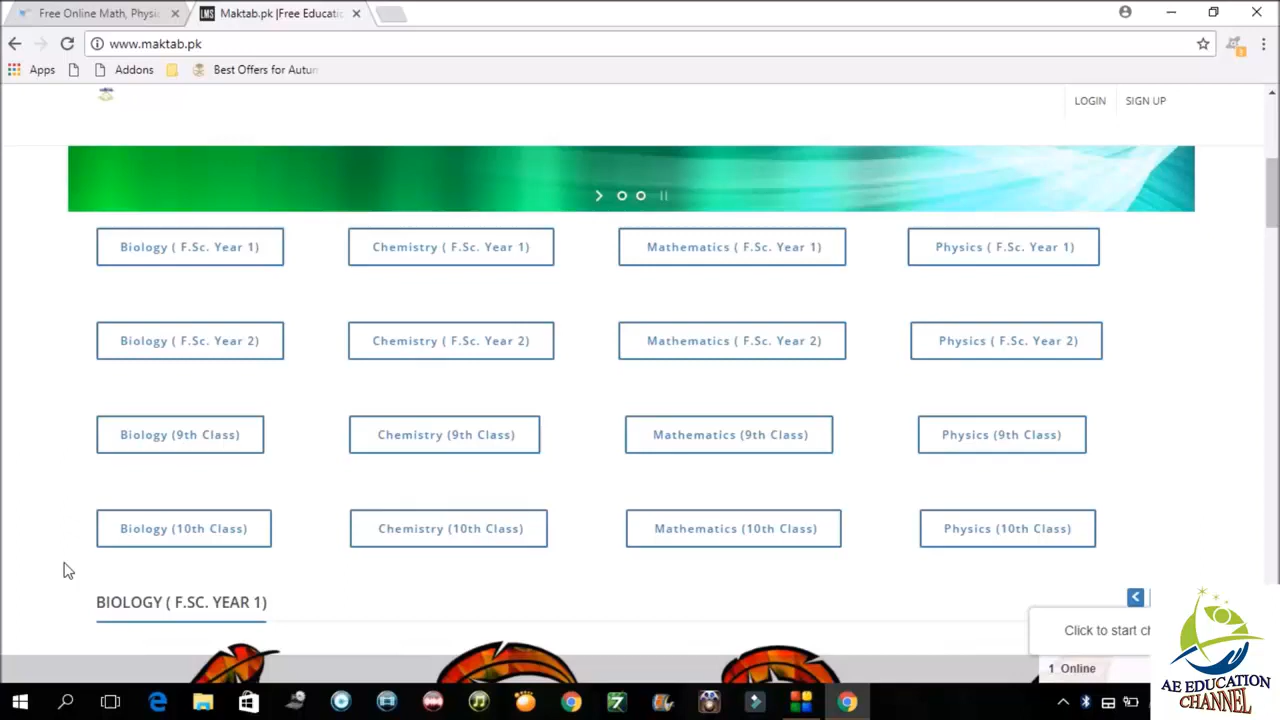 Free Online Math, Physic
LMS Maktab.pk |Free Educatio
www.maktab.pk
Apps
Addons
Best Offers for Autum
LOGIN
SIGN UP
Biology ( F.Sc. Year 1)
Chemistry ( F.Sc. Year 1)
Mathematics ( F.Sc. Year 1)
Physics ( F.Sc. Year 1)
Biology ( F.Sc. Year 2)
Chemistry ( F.Sc. Year 2)
Mathematics ( F.Sc. Year 2)
Physics ( F.Sc. Year 2)
Biology (9th Class)
Chemistry (9th Class)
Mathematics (9th Class)
Physics (9th Class)
Biology (10th Class)
Chemistry (10th Class)
Mathematics (10th Class)
Physics (10th Class)
BIOLOGY ( F.SC. YEAR 1)
Click to start ch
1 Online
AE EDUCATION
CHANNEL